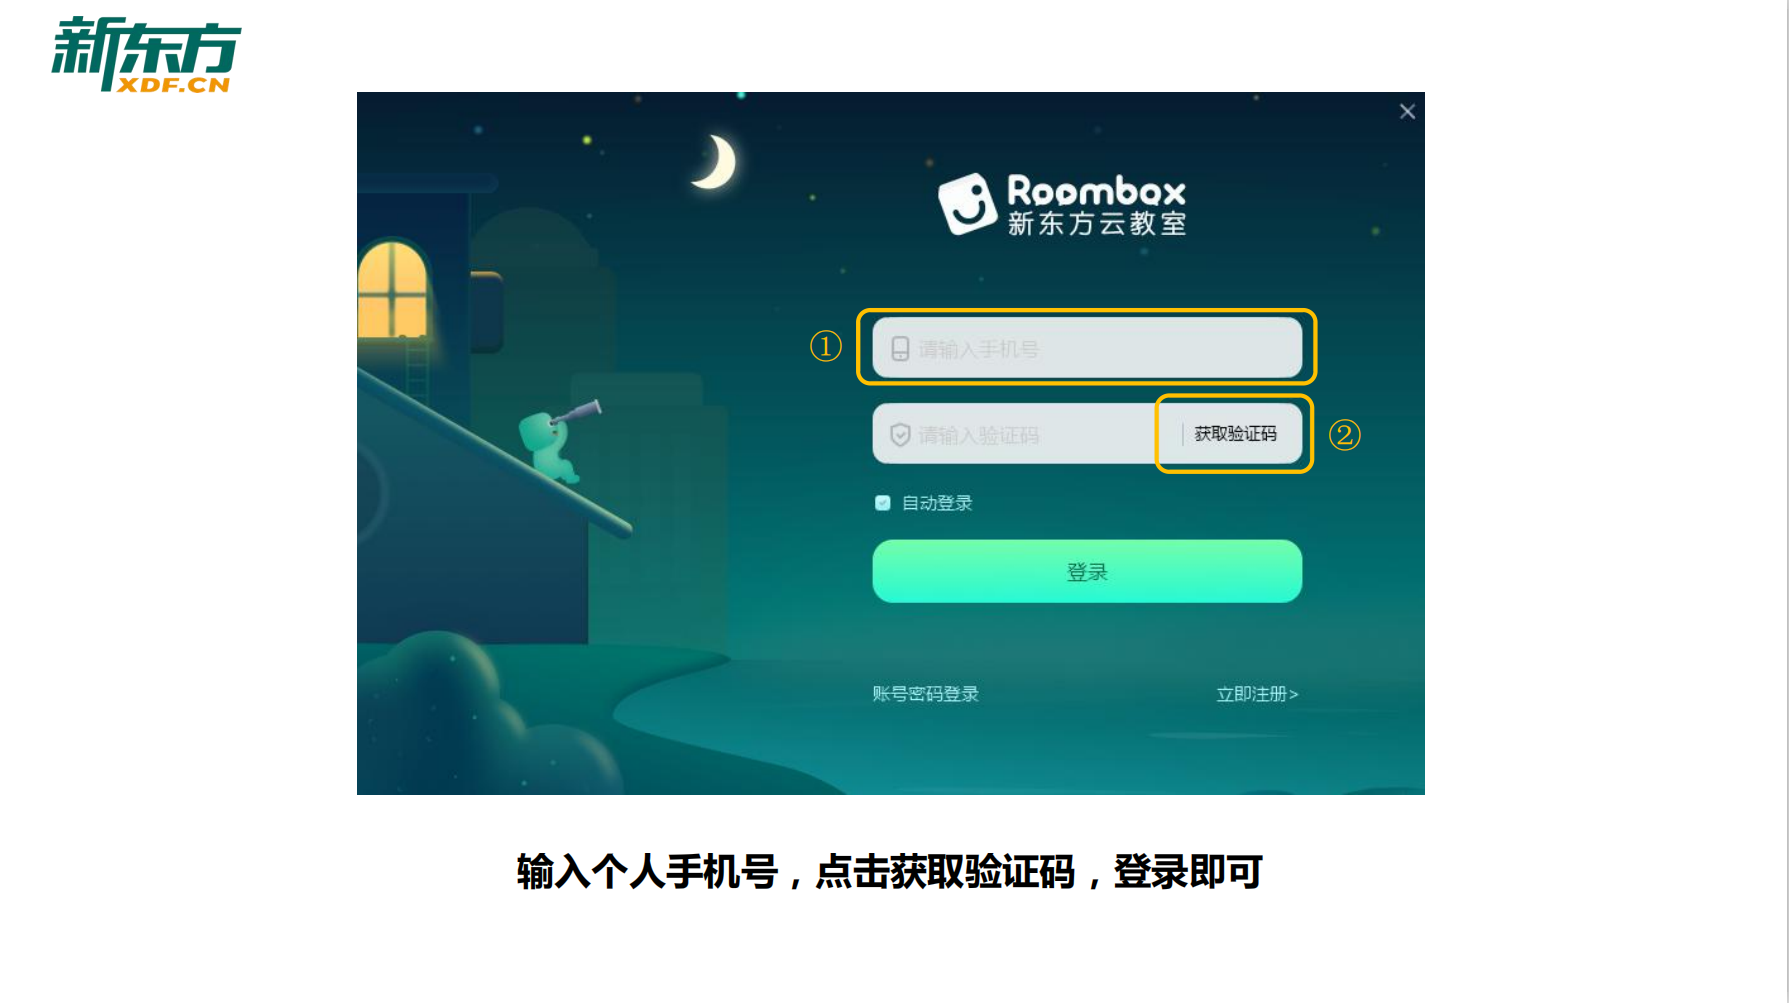 新东方
XDF.CN
Roombox
新东方云教室
①
请输入手机号
请输入验证码
获取验证码
②
自动登录
登录
账号密码登录
立即注册>
输入个人手机号，点击获取验证码，登录即可